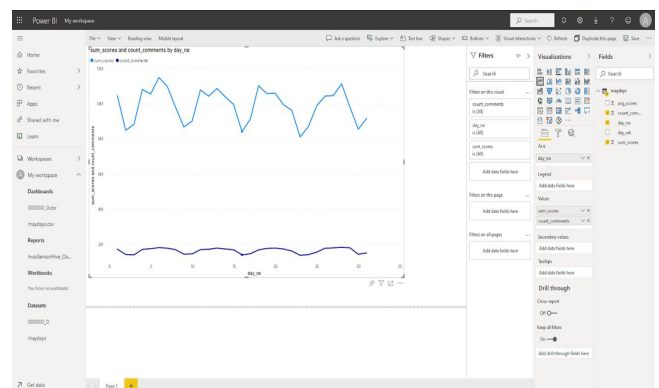 Power BI My workspace
Search
File View Reading view Mobile layout
Ask a question Explore Text box Shapes Buttons Visual interactions Refresh Duplicate this page Save
Home
Favorites
Recent
Apps
Shared with me
Learn
Workspaces
My workspace
Dashboards
000000_0.csv
maydays.csv
Reports
hvacSensorHive_Da...
Workbooks
You have no workbooks
Datasets
000000_0
maydays
Get data
sum_scores and count_comments by day_no
sum_scores count_comments
12M
10M
8M
6M
4M
2M
sum_scores and count_comments
0 5 10 15 20 25 30 35
day_no
Page 1
Filters
Search
Filters on this visual
count_comments
is (All)
day_no
is (All)
sum_scores
is (All)
Add data fields here
Filters on this page
Add data fields here
Filters on all pages
Add data fields here
Visualizations
Axis
day_no
Legend
Add data fields here
Values
sum_scores
count_comments
Secondary values
Add data fields here
Tooltips
Add data fields here
Drill through
Cross report
Off
Keep all filters
On
Add drill-through fields here
Fields
Search
maydays
avg_scores
count_com...
day_no
day_wk
sum_scores